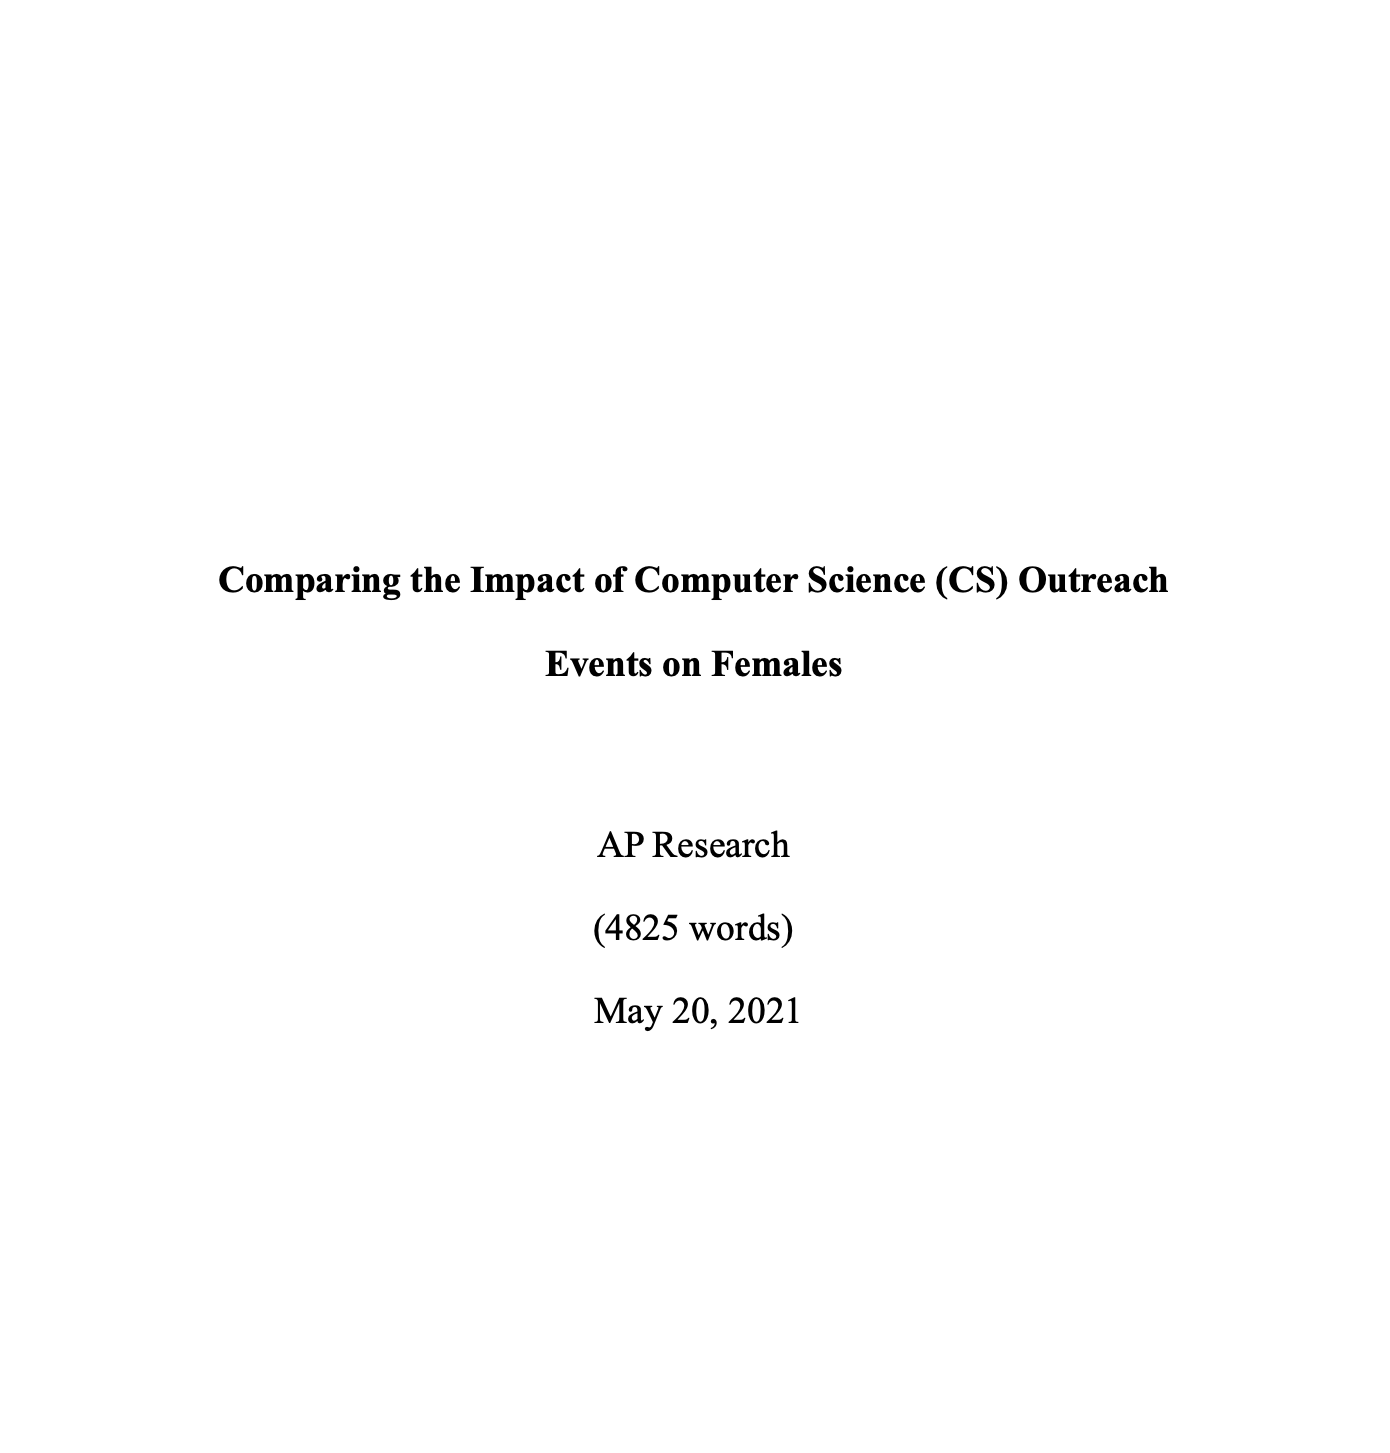 Comparing the Impact of Computer Science (CS) Outreach
Events on Females
AP Research
(4825 words)
May 20, 2021